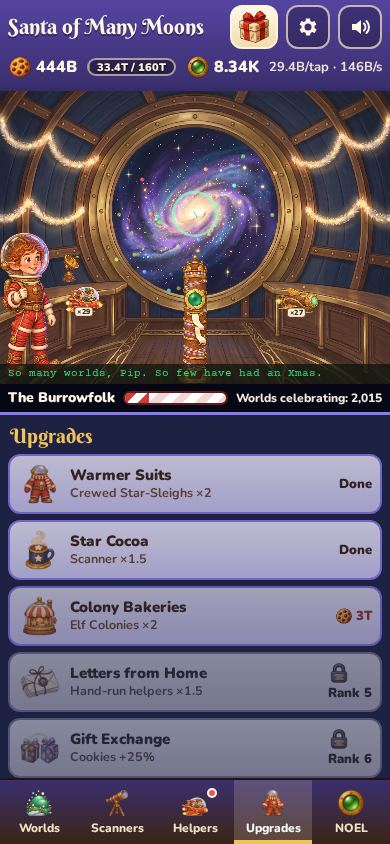 Santa of Many Moons
444B
33.4T / 160T
8.34K
29.4B/tap · 146B/s
×29
×27
So many worlds, Pip. So few have had an Xmas.
The Burrowfolk
Worlds celebrating: 2,015
Upgrades
Warmer Suits
Crewed Star-Sleighs ×2
Done
Star Cocoa
Scanner ×1.5
Done
Colony Bakeries
Elf Colonies ×2
3T
Letters from Home
Hand-run helpers ×1.5
Rank 5
Gift Exchange
Cookies +25%
Rank 6
Worlds
Scanners
Helpers
Upgrades
NOEL